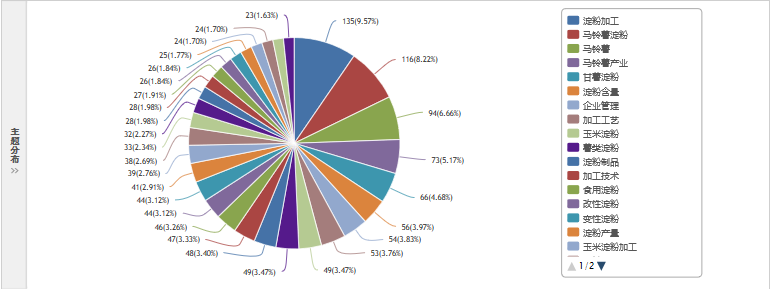 主题分布
>>
23(1.63%)
24(1.70%)
24(1.70%)
25(1.77%)
26(1.84%)
26(1.84%)
27(1.91%)
28(1.98%)
28(1.98%)
32(2.27%)
33(2.34%)
38(2.69%)
39(2.76%)
41(2.91%)
44(3.12%)
44(3.12%)
46(3.26%)
47(3.33%)
48(3.40%)
49(3.47%)
135(9.57%)
116(8.22%)
94(6.66%)
73(5.17%)
66(4.68%)
56(3.97%)
54(3.83%)
53(3.76%)
49(3.47%)
淀粉加工
马铃薯淀粉
马铃薯
马铃薯产业
甘薯淀粉
淀粉含量
企业管理
加工工艺
玉米淀粉
薯类淀粉
淀粉制品
加工技术
食用淀粉
改性淀粉
变性淀粉
淀粉产量
玉米淀粉加工
1/2